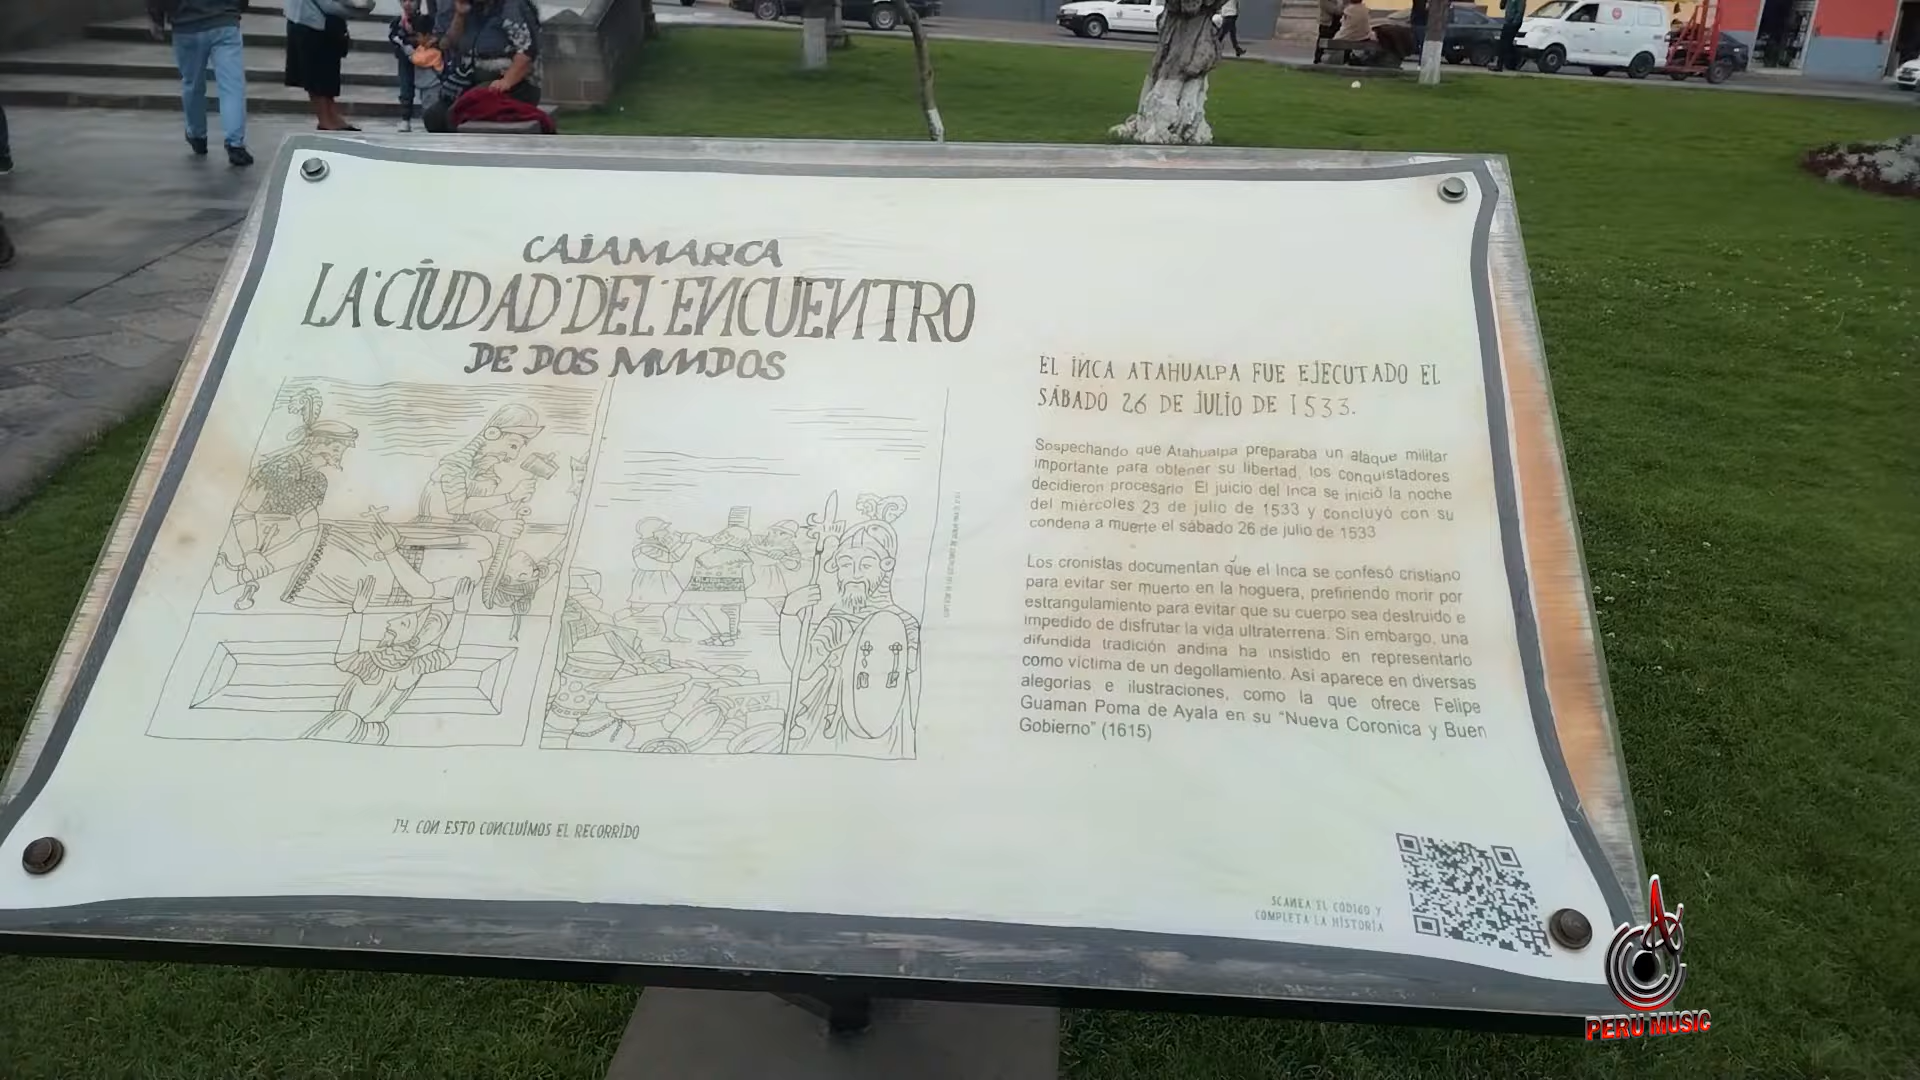 CAJAMARCA
LA CIUDAD DEL ENCUENTRO
DE DOS MUNDOS
EL INCA ATAHUALPA FUE EJECUTADO EL
SÁBADO 26 DE JULIO DE 1533.
Sospechando que Atahualpa preparaba un ataque militar
importante para obtener su libertad, los conquistadores
decidieron procesarlo. El juicio del Inca se inició la noche
del miércoles 23 de julio de 1533 y concluyó con su
condena a muerte el sábado 26 de julio de 1533
Los cronistas documentan que el Inca se confesó cristiano
para evitar ser muerto en la hoguera, prefiriendo morir por
estrangulamiento para evitar que su cuerpo sea destruido e
impedido de disfrutar la vida ultraterrena. Sin embargo, una
difundida tradición andina ha insistido en representarlo
como víctima de un degollamiento. Así aparece en diversas
alegorías e ilustraciones, como la que ofrece Felipe
Guaman Poma de Ayala en su "Nueva Coronica y Buen
Gobierno" (1615)
14. CON ESTO CONCLUIMOS EL RECORRIDO
SCANEA EL CODIGO Y
COMPLETA LA HISTORIA
PERU MUSIC